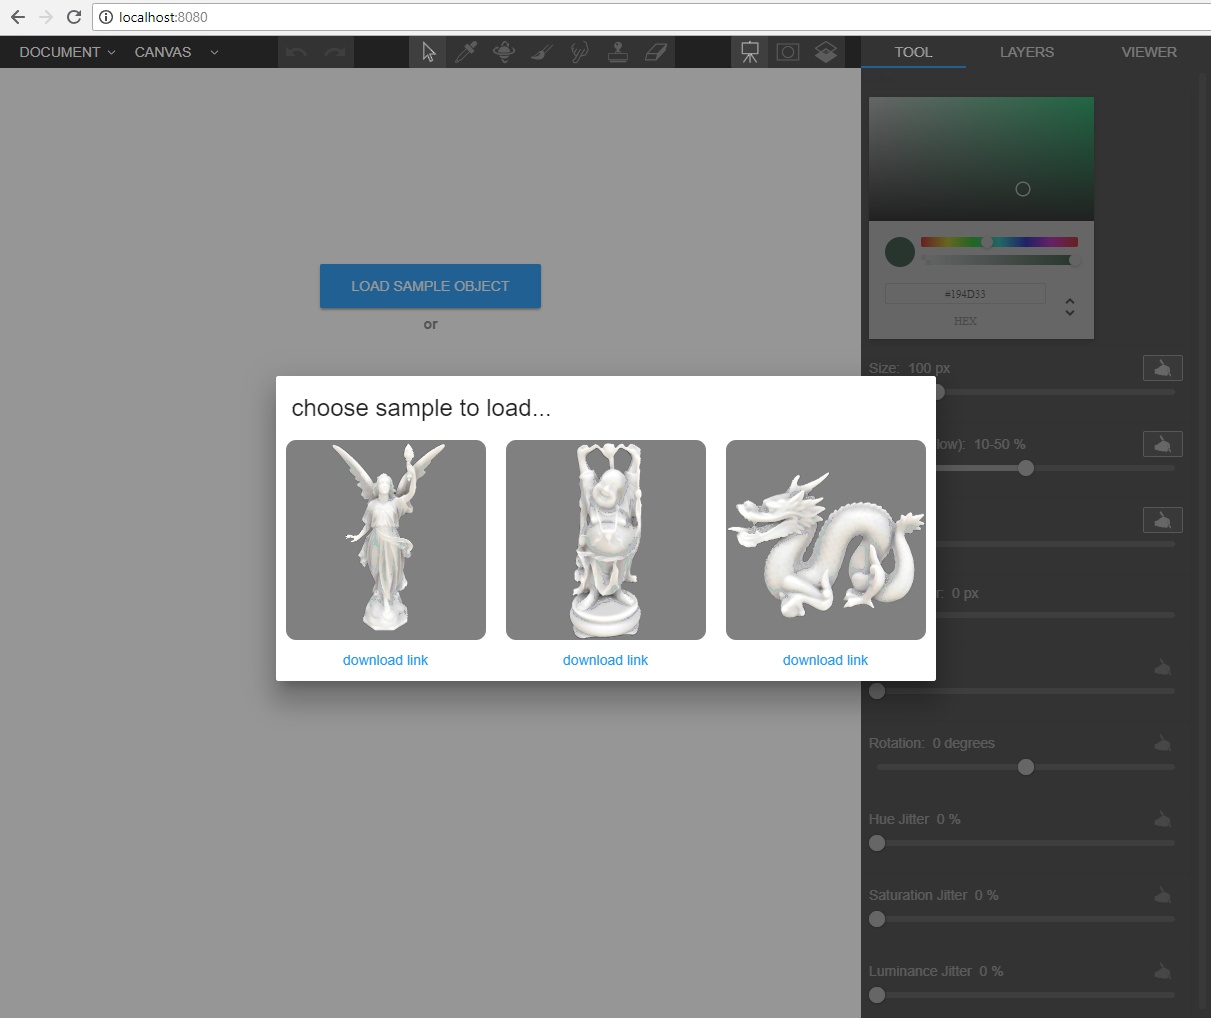 localhost:8080
DOCUMENT CANVAS TOOL LAYERS VIEWER
LOAD SAMPLE OBJECT
or
#194D33
HEX
Size: 100 px
choose sample to load...
low): 10-50 %
r: 0 px
download link download link download link
Rotation: 0 degrees
Hue Jitter 0 %
Saturation Jitter 0 %
Luminance Jitter 0 %